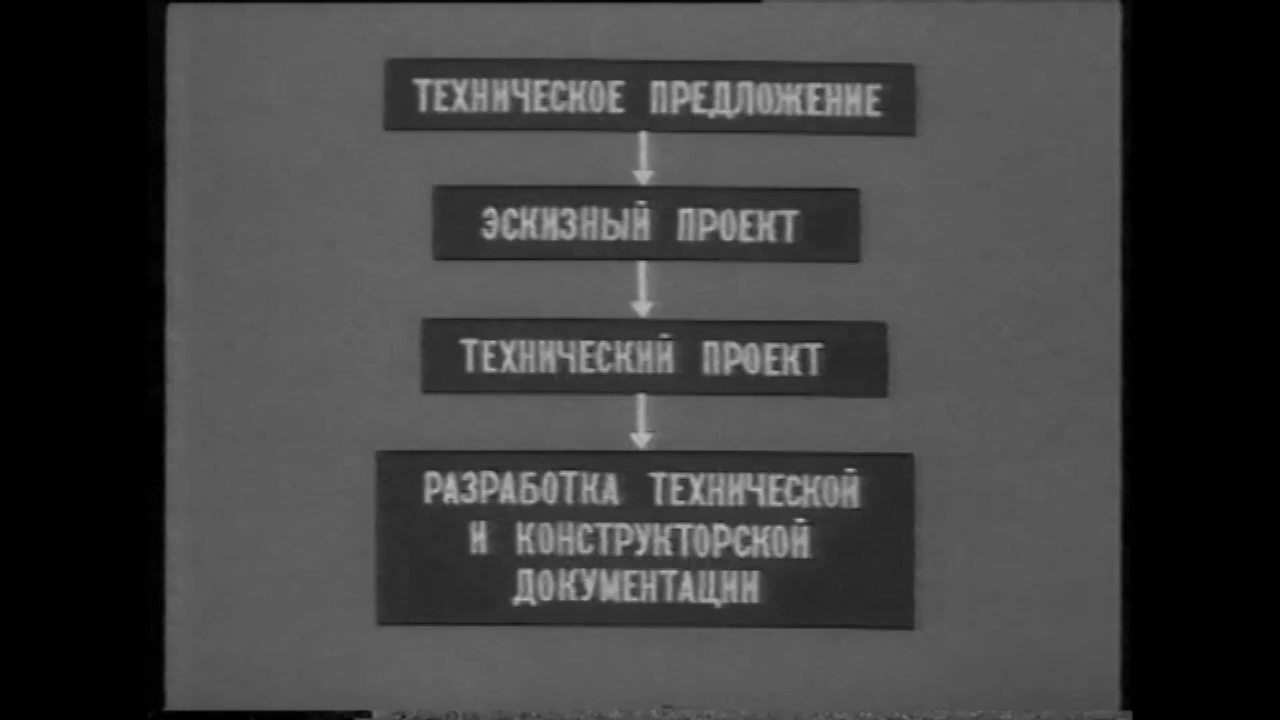 ТЕХНИЧЕСКОЕ ПРЕДЛОЖЕНИЕ
ЭСКИЗНЫЙ ПРОЕКТ
ТЕХНИЧЕСКИЙ ПРОЕКТ
РАЗРАБОТКА ТЕХНИЧЕСКОЙ
И КОНСТРУКТОРСКОЙ
ДОКУМЕНТАЦИИ